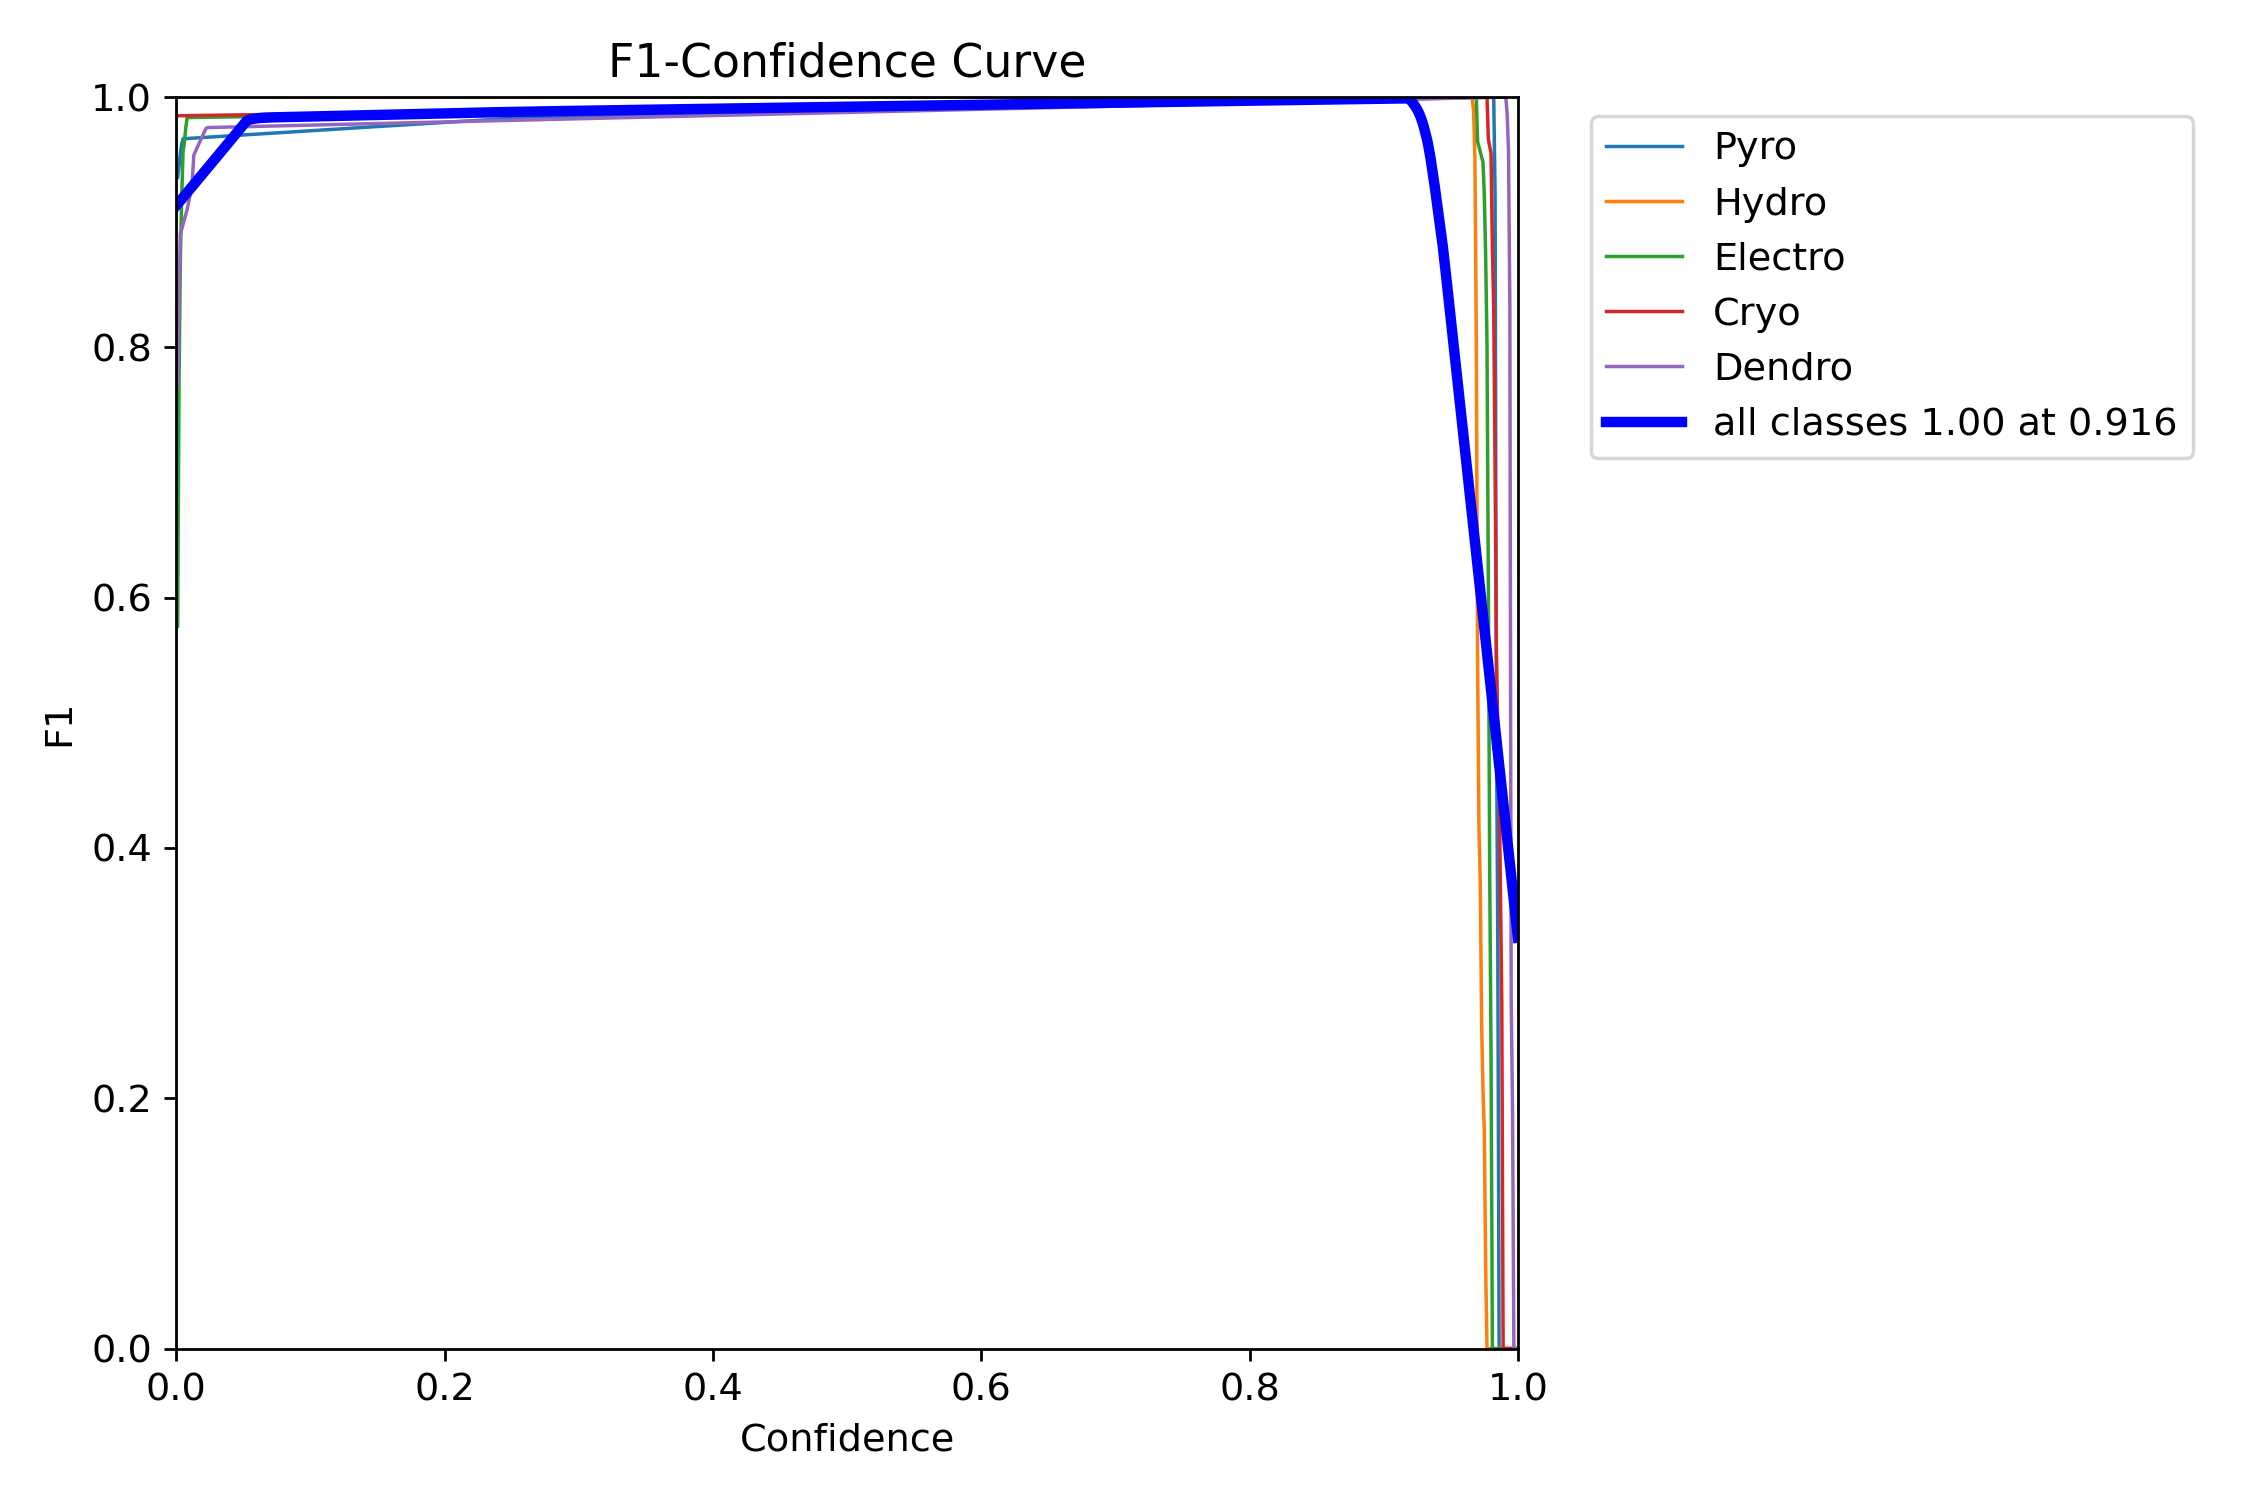 F1-Confidence Curve
1.0
0.8
0.6
0.4
0.2
0.0
F1
0.0 0.2 0.4 0.6 0.8 1.0
Confidence
Pyro
Hydro
Electro
Cryo
Dendro
all classes 1.00 at 0.916